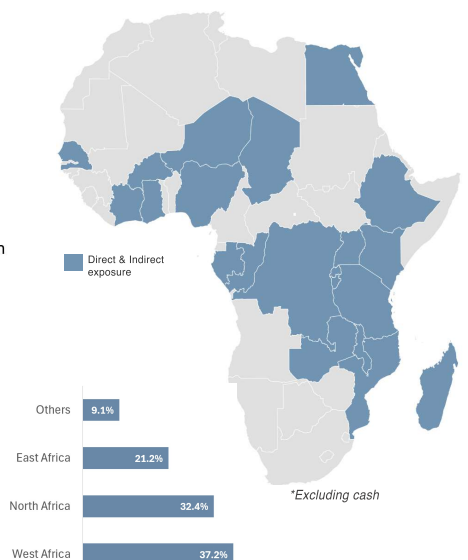 n
Direct & Indirect
exposure
Others
9.1%
East Africa
21.2%
North Africa
32.4%
*Excluding cash
West Africa
37.2%